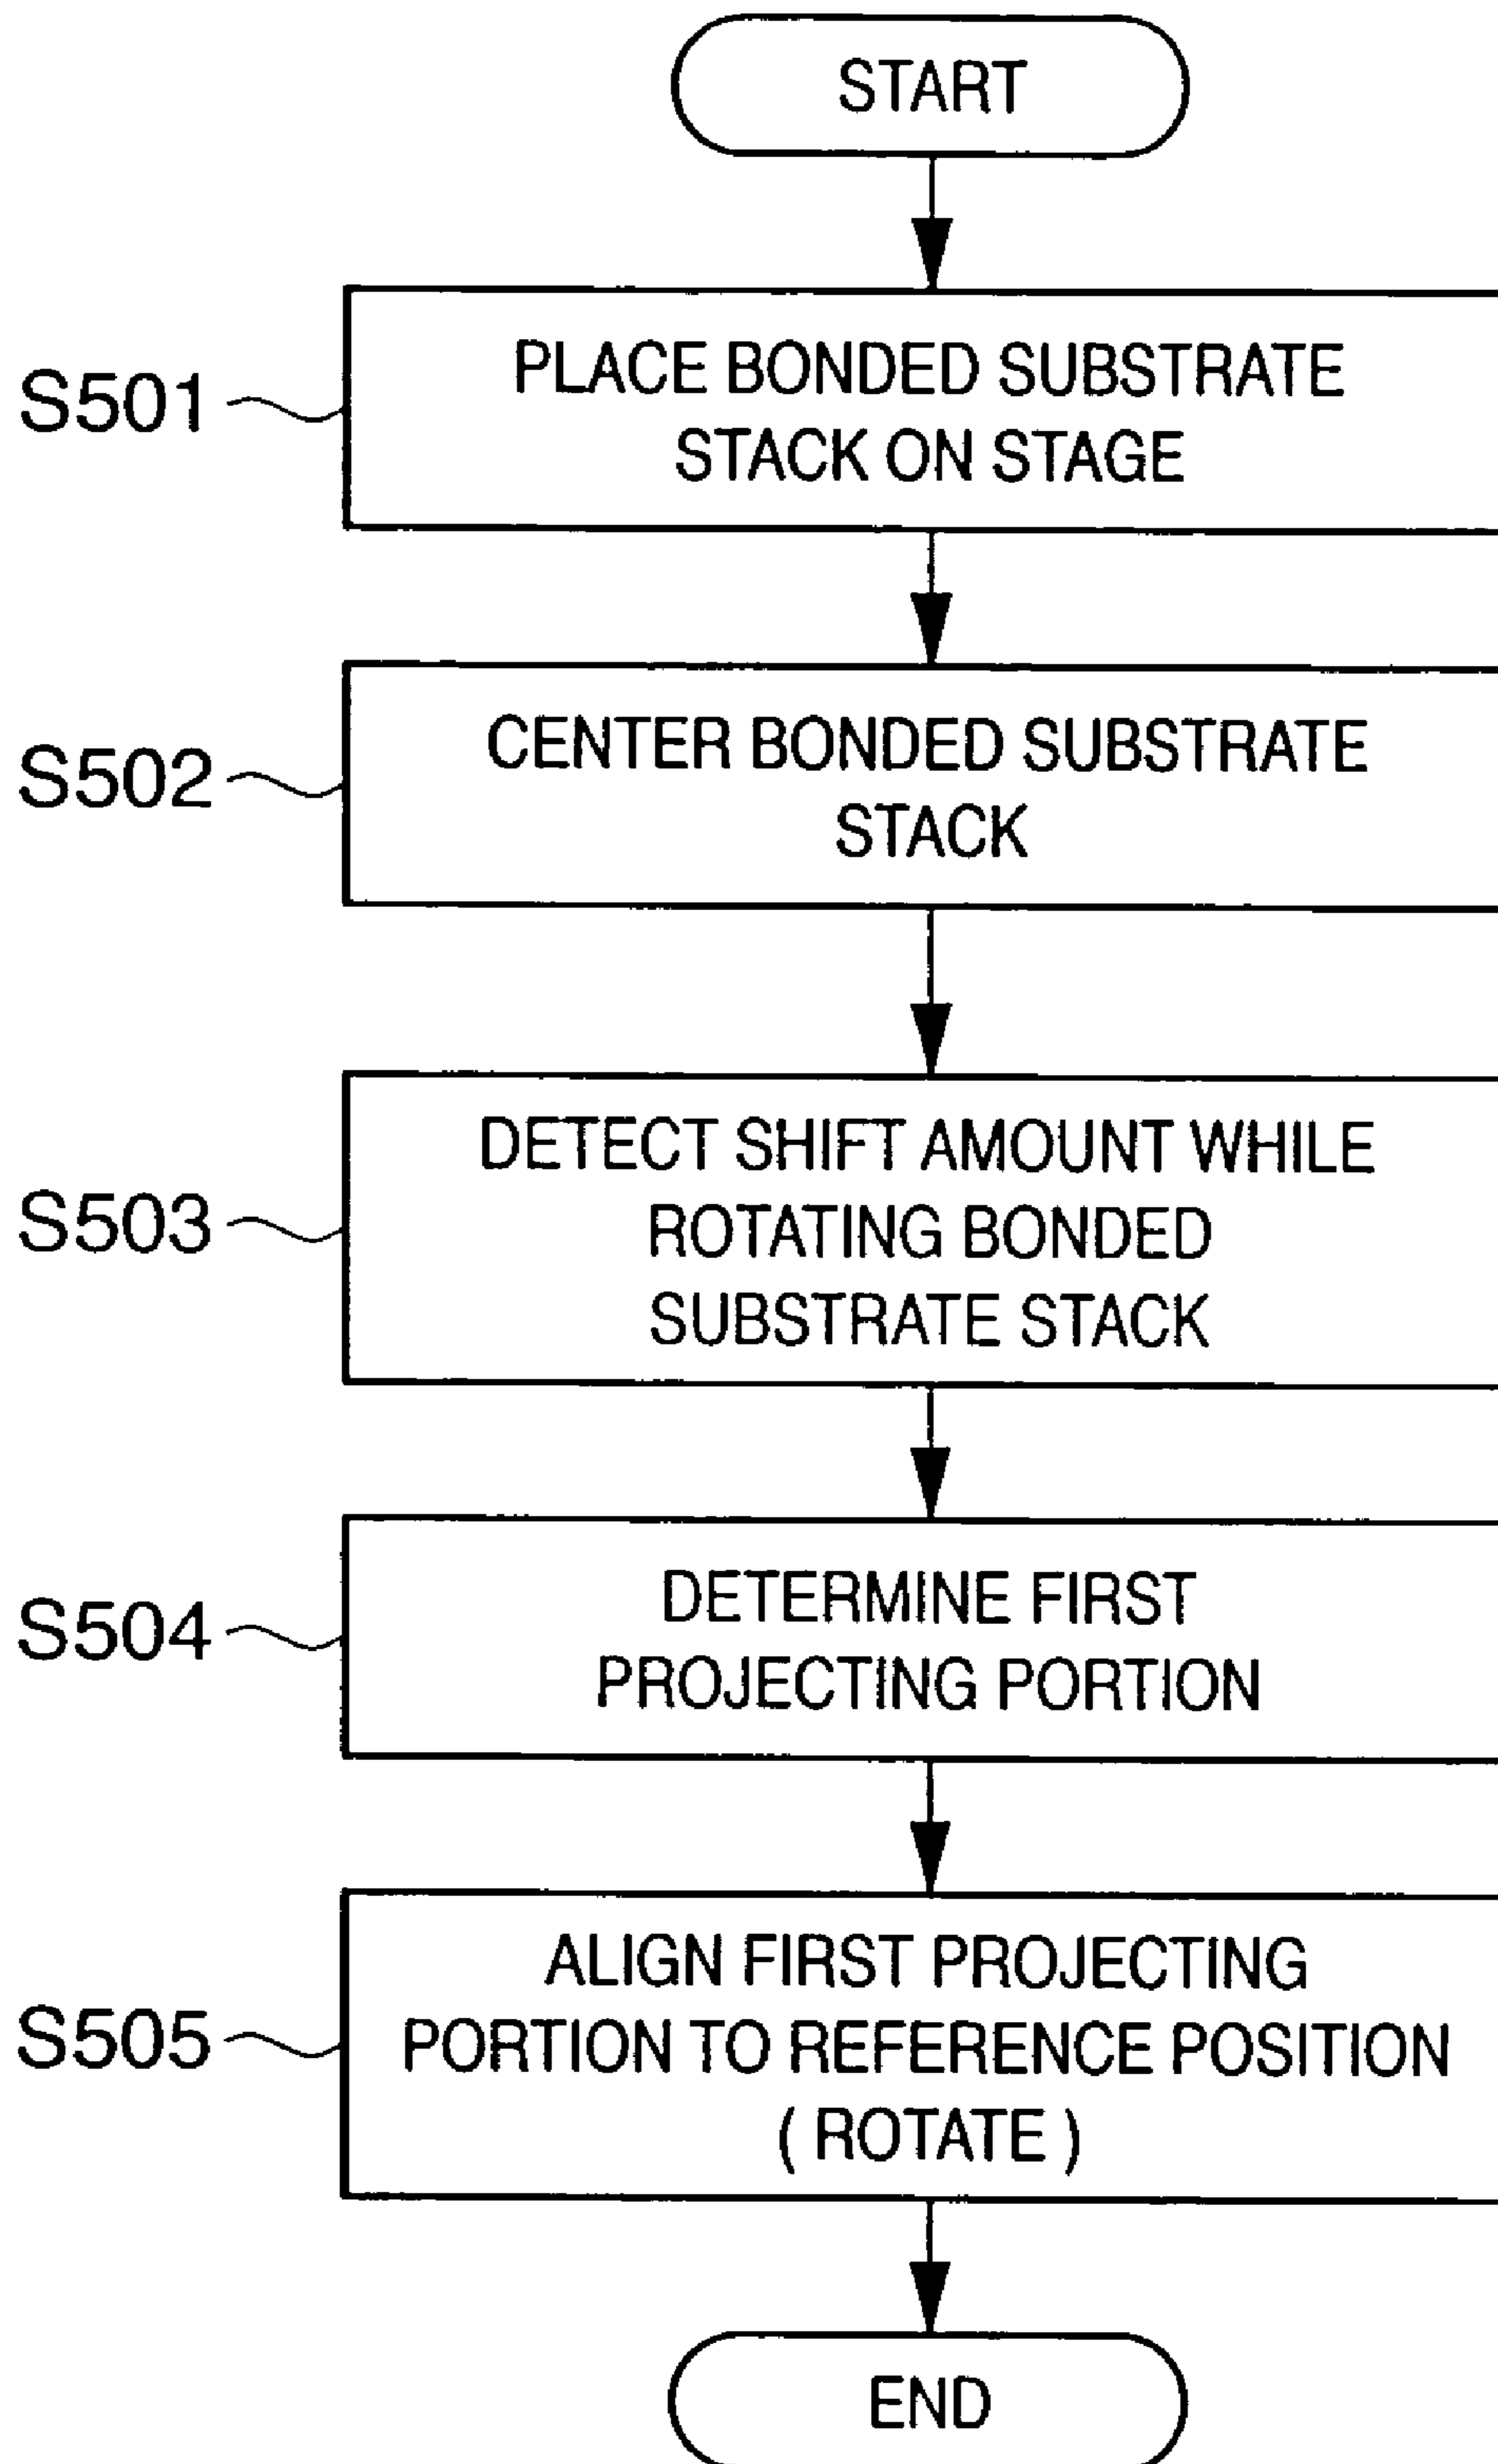 START
S501
PLACE BONDED SUBSTRATE
STACK ON STAGE
S502
CENTER BONDED SUBSTRATE
STACK
S503
DETECT SHIFT AMOUNT WHILE
ROTATING BONDED
SUBSTRATE STACK
S504
DETERMINE FIRST
PROJECTING PORTION
S505
ALIGN FIRST PROJECTING
PORTION TO REFERENCE POSITION
( ROTATE )
END